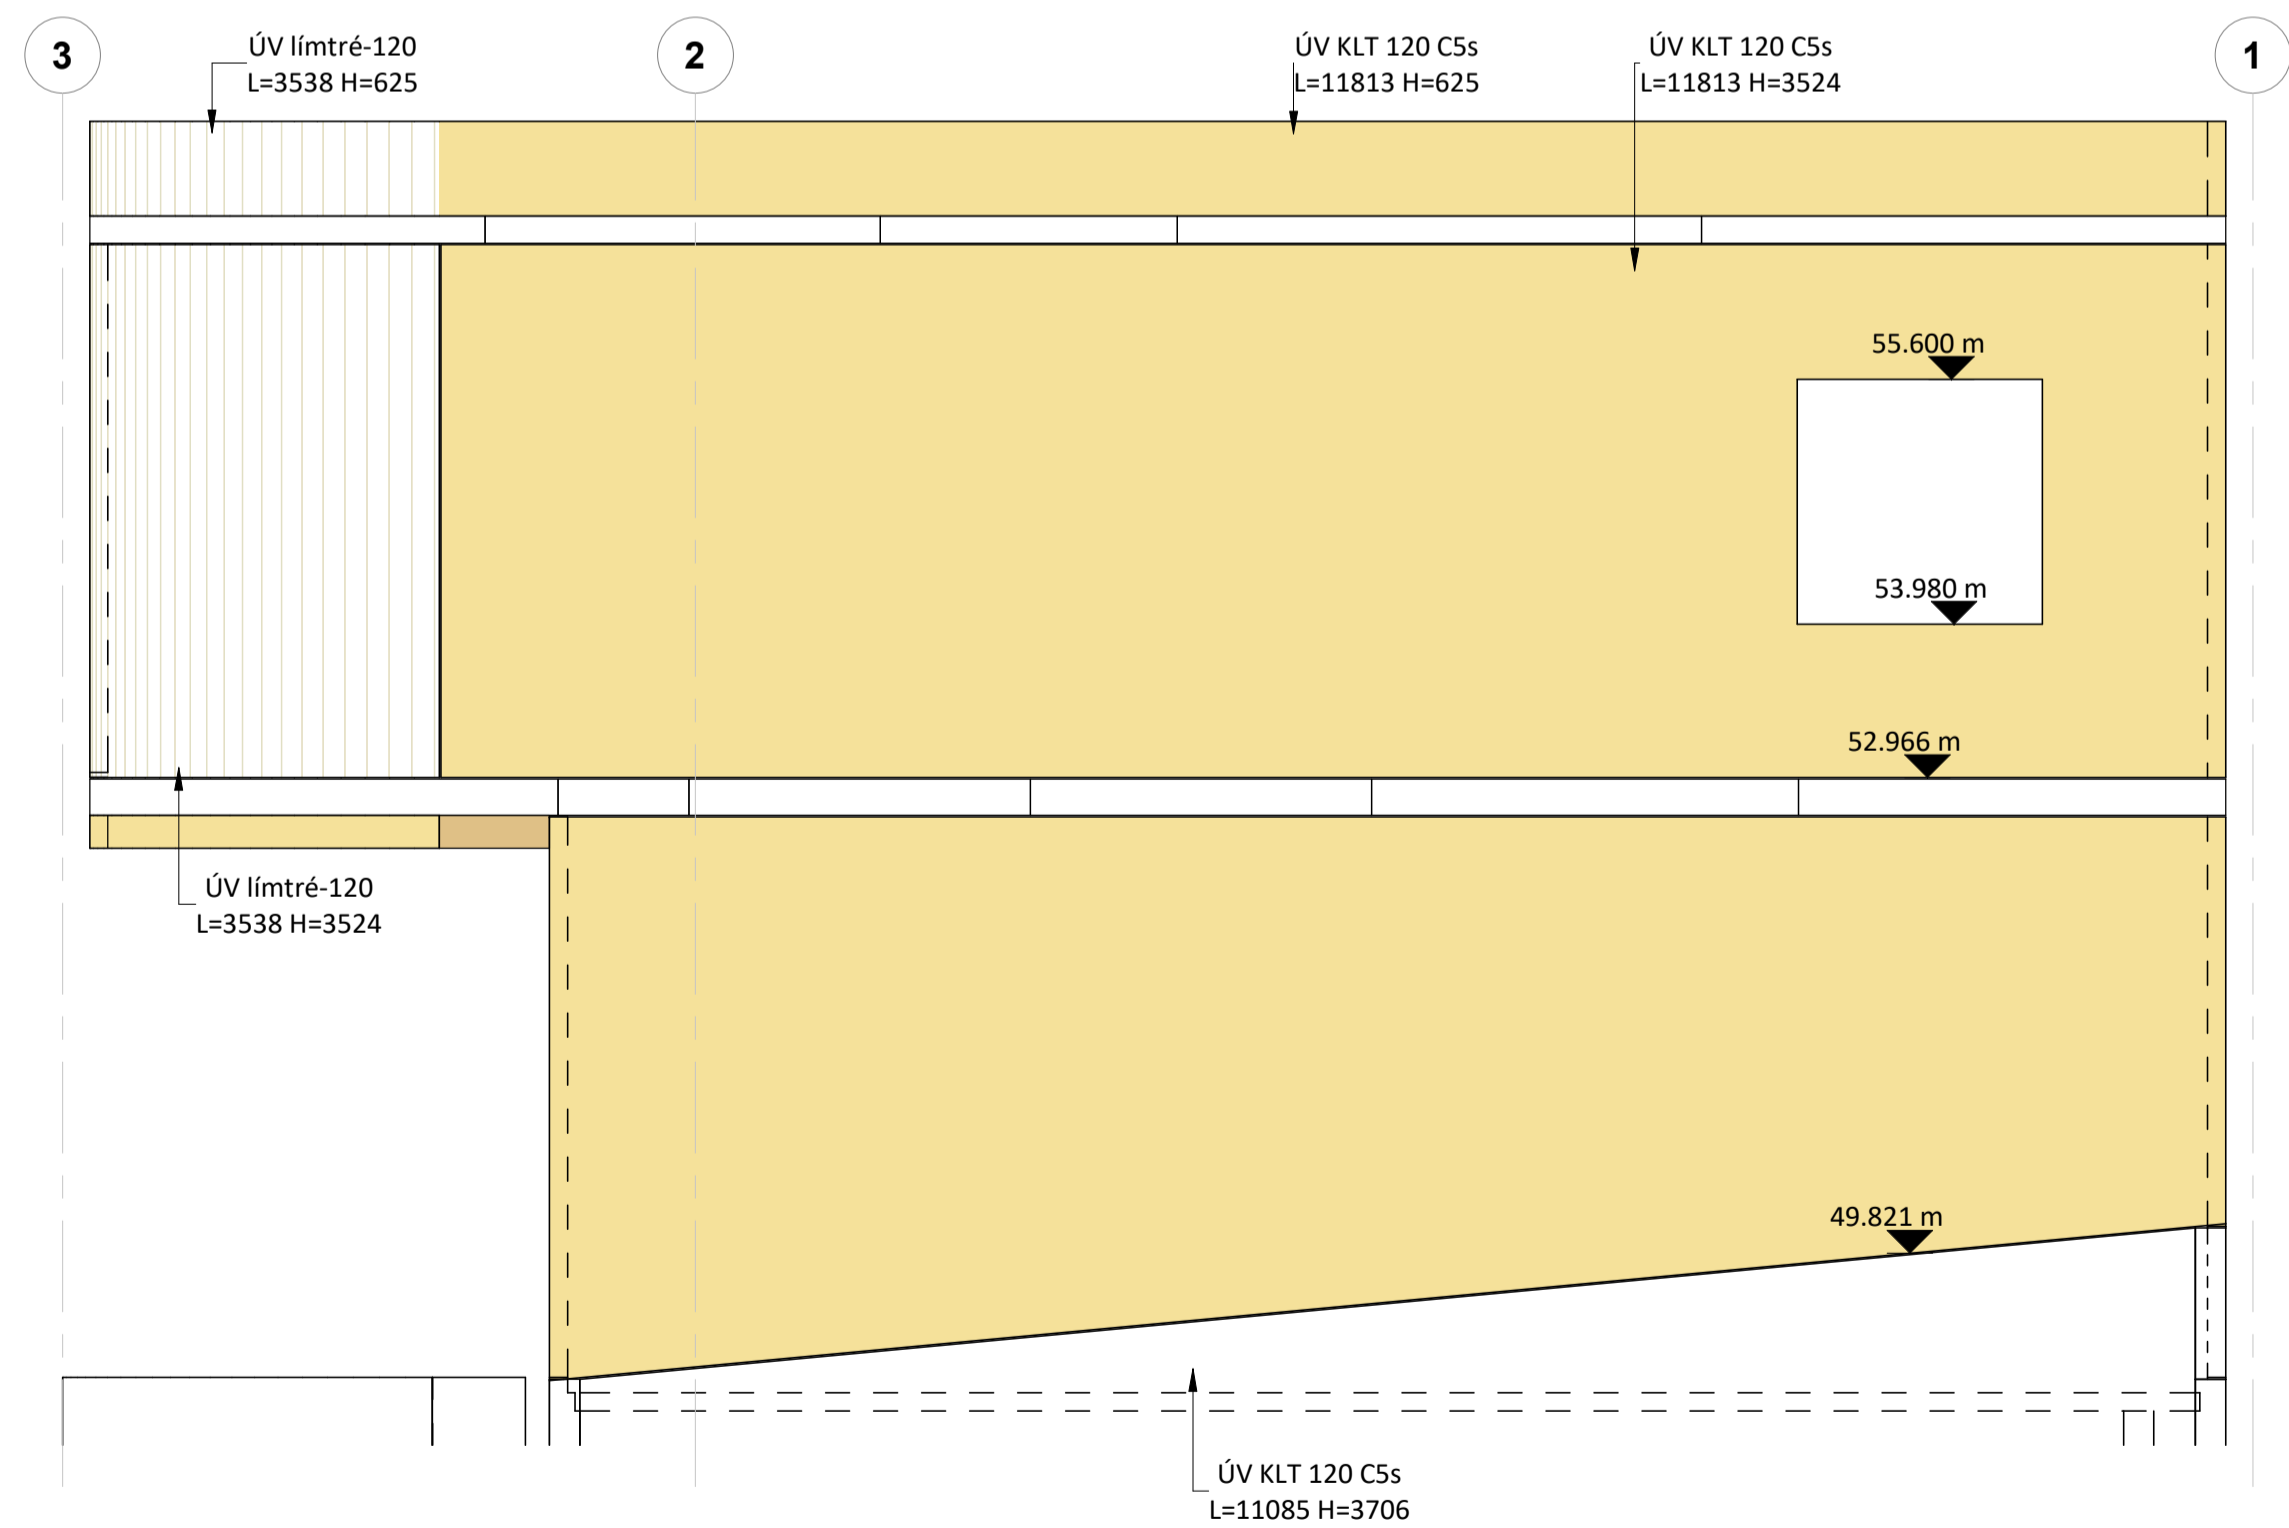 3
ÚV límtré-120
L=3538 H=625
2
ÚV KLT 120 C5s
L=11813 H=625
ÚV KLT 120 C5s
L=11813 H=3524
1
55.600 m
53.980 m
52.966 m
ÚV límtré-120
L=3538 H=3524
49.821 m
ÚV KLT 120 C5s
L=11085 H=3706